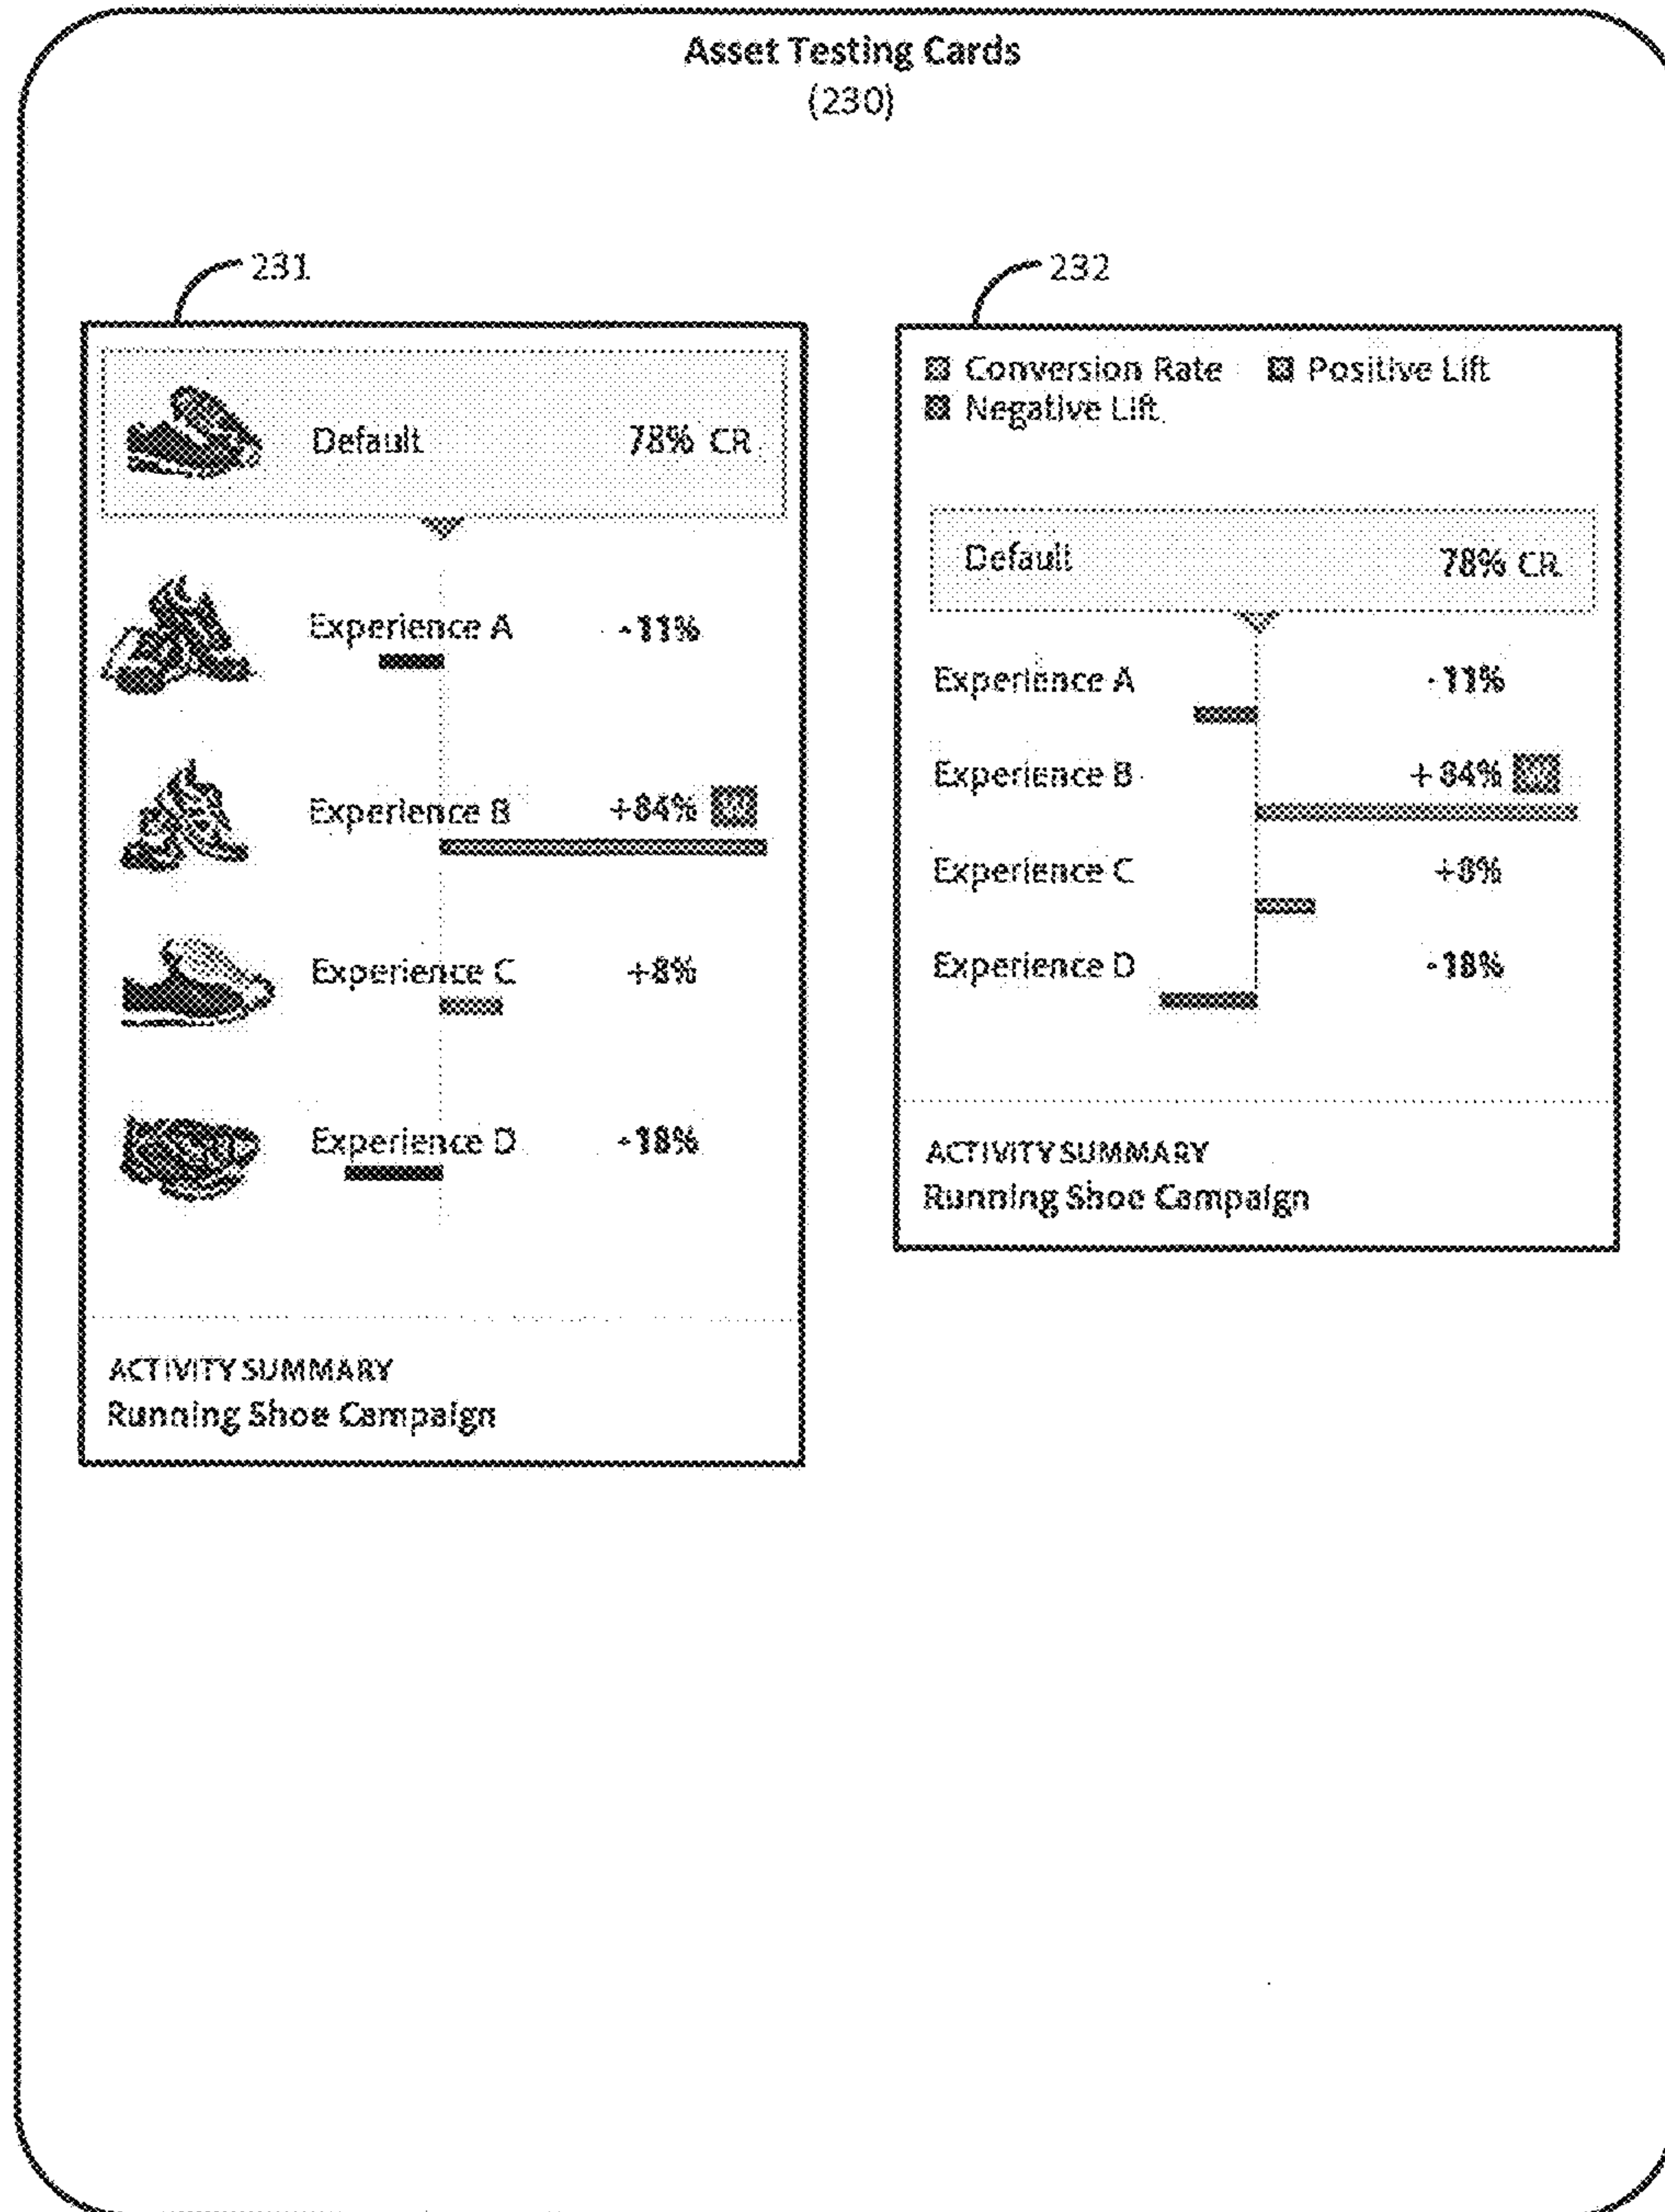 Asset Testing Cards
(230)
231
Default 78% CR
Experience A -11%
Experience B +84%
Experience C +8%
Experience D -18%
ACTIVITY SUMMARY
Running Shoe Campaign
232
Conversion Rate Positive Lift
Negative Lift
Default 78% CR
Experience A -11%
Experience B +84%
Experience C +8%
Experience D -18%
ACTIVITY SUMMARY
Running Shoe Campaign